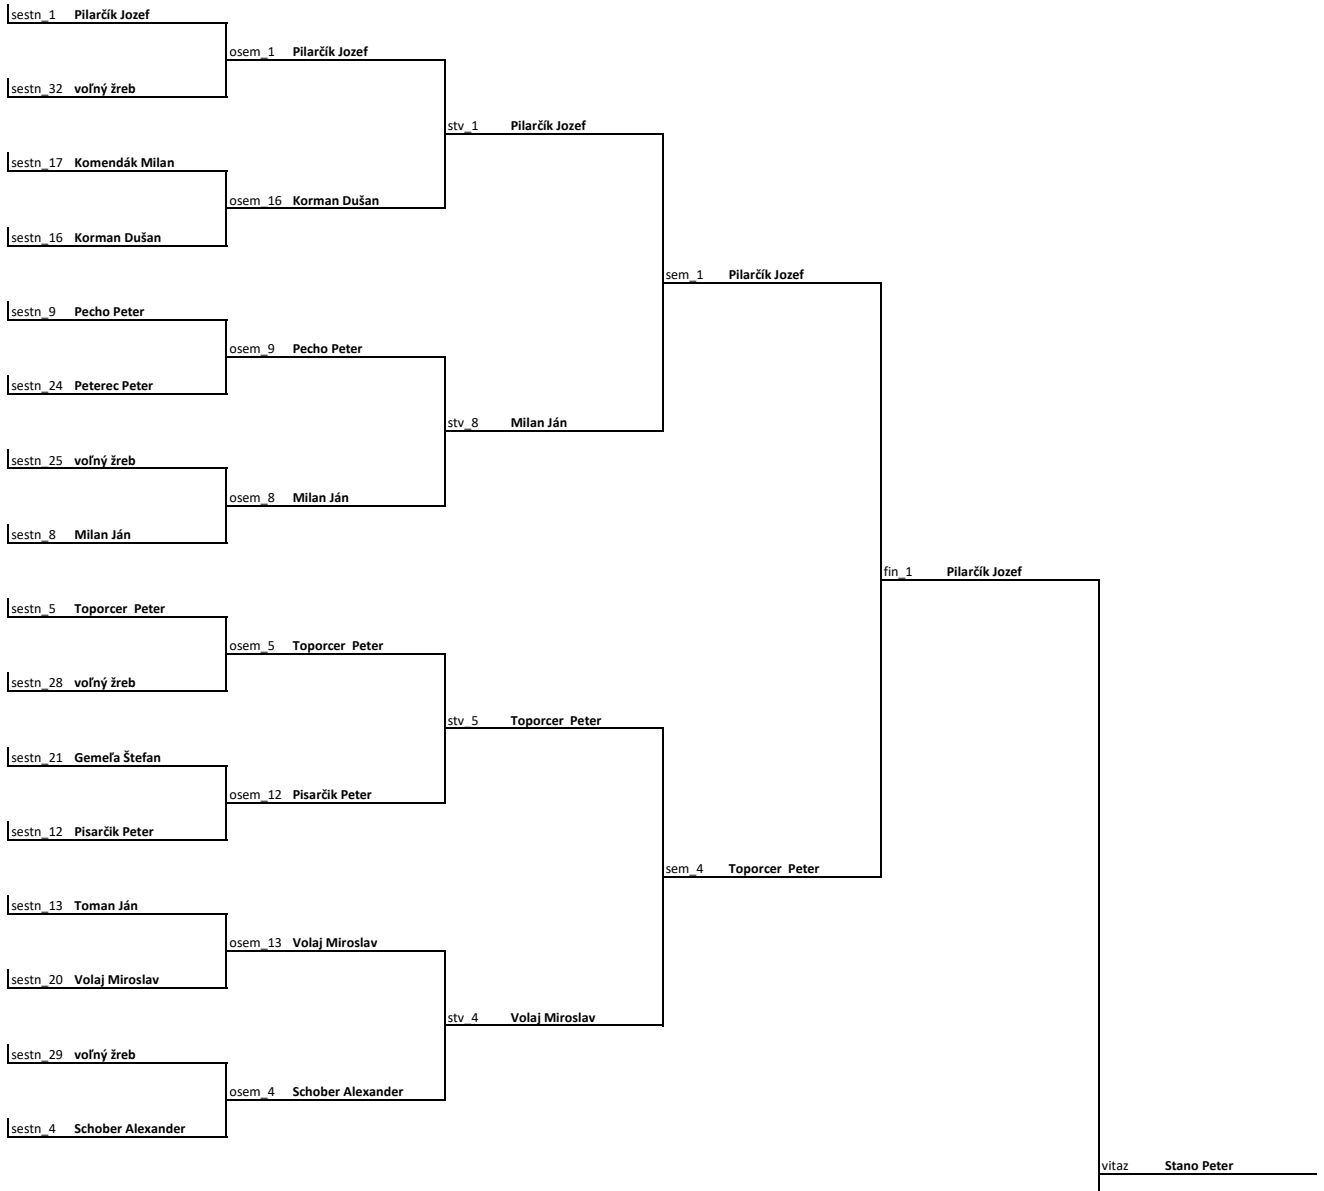 sestn_1 Pilarčík Jozef
osem_1 Pilarčík Jozef
sestn_32 voľný žreb
stv_1 Pilarčík Jozef
sestn_17 Komendák Milan
osem_16 Korman Dušan
sestn_16 Korman Dušan
sem_1 Pilarčík Jozef
sestn_9 Pecho Peter
osem_9 Pecho Peter
sestn_24 Peterec Peter
stv_8 Milan Ján
sestn_25 voľný žreb
osem_8 Milan Ján
sestn_8 Milan Ján
fin_1 Pilarčík Jozef
sestn_5 Toporcer  Peter
osem_5 Toporcer  Peter
sestn_28 voľný žreb
stv_5 Toporcer  Peter
sestn_21 Gemeľa Štefan
osem_12 Pisarčik Peter
sestn_12 Pisarčik Peter
sem_4 Toporcer  Peter
sestn_13 Toman Ján
osem_13 Volaj Miroslav
sestn_20 Volaj Miroslav
stv_4 Volaj Miroslav
sestn_29 voľný žreb
osem_4 Schober Alexander
sestn_4 Schober Alexander
vitaz Stano Peter